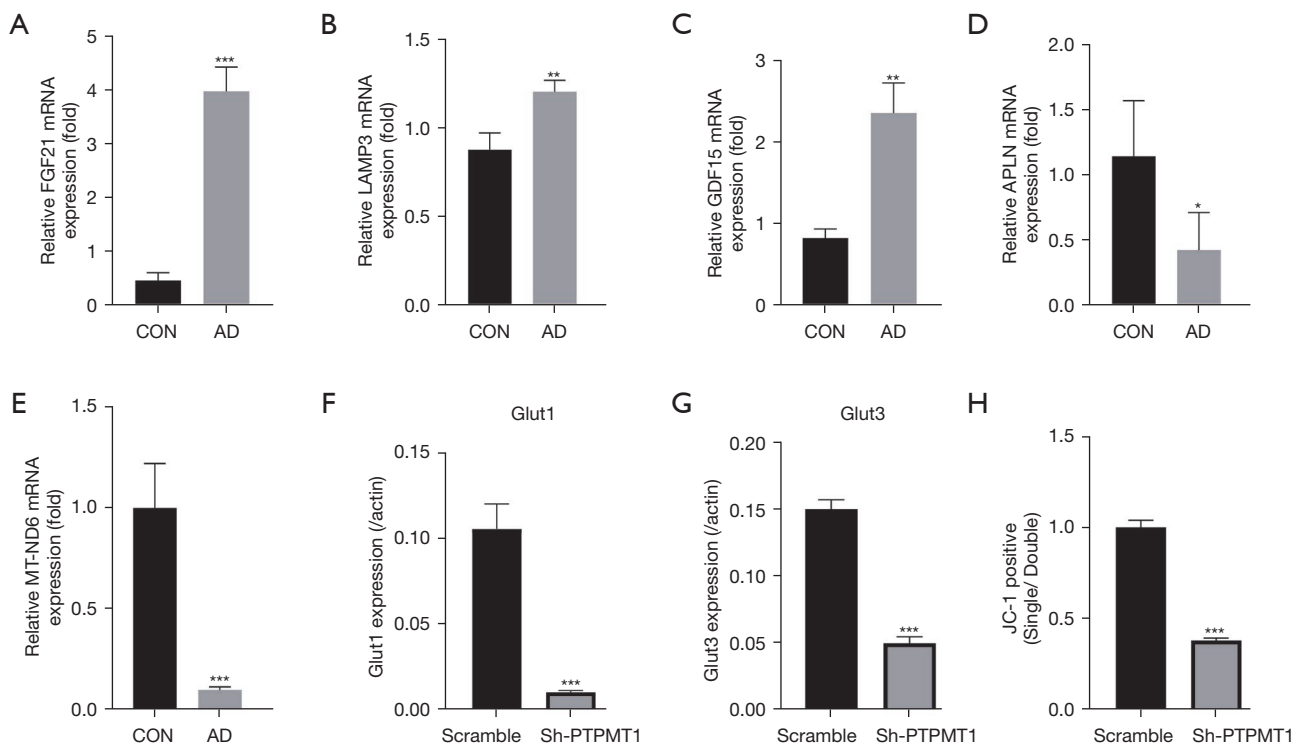 A
Relative FGF21 mRNA
expression (fold)
5
4
3
2
1
0
***
CON
AD
B
Relative LAMP3 mRNA
expression (fold)
1.5
1.0
0.5
0.0
**
CON
AD
C
Relative GDF15 mRNA
expression (fold)
3
2
1
0
**
CON
AD
D
Relative APLN mRNA
expression (fold)
2.0
1.5
1.0
0.5
0.0
*
CON
AD
E
Relative MT-ND6 mRNA
expression (fold)
1.5
1.0
0.5
0.0
***
CON
AD
F
Glut1
Glut1 expression (/actin)
0.15
0.10
0.05
0.00
***
Scramble
Sh-PTPMT1
G
Glut3
Glut3 expression (/actin)
0.20
0.15
0.10
0.05
0.00
***
Scramble
Sh-PTPMT1
H
JC-1 positive
(Single/ Double)
1.5
1.0
0.5
0.0
***
Scramble
Sh-PTPMT1